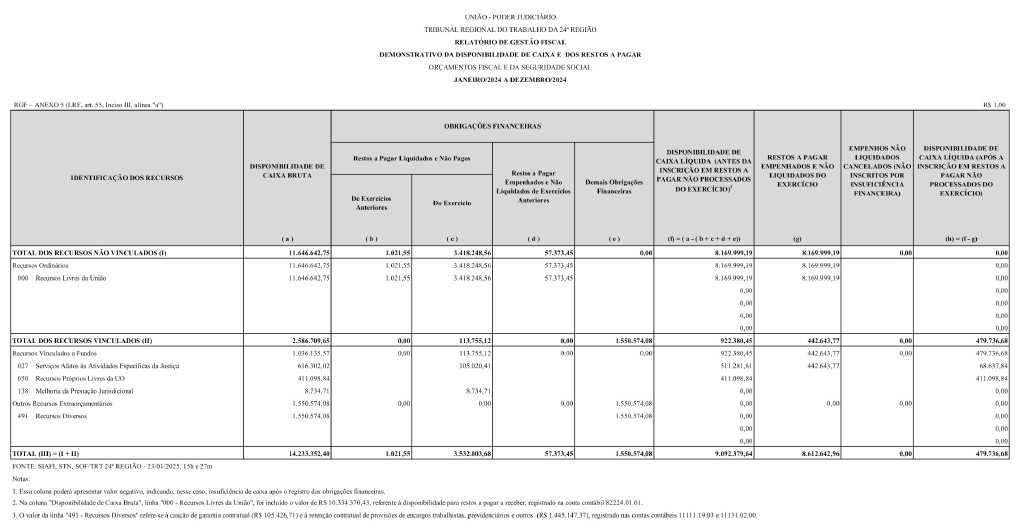 UNIÃO - PODER JUDICIÁRIO
TRIBUNAL REGIONAL DO TRABALHO DA 24ª REGIÃO
RELATÓRIO DE GESTÃO FISCAL
DEMONSTRATIVO DA DISPONIBILIDADE DE CAIXA E DOS RESTOS A PAGAR
ORÇAMENTOS FISCAL E DA SEGURIDADE SOCIAL
JANEIRO/2024 A DEZEMBRO/2024
RGF – ANEXO 5 (LRF, art. 55, Inciso III, alínea "a") R$ 1,00
IDENTIFICAÇÃO DOS RECURSOS
DISPONIBILIDADE DE
CAIXA BRUTA
( a )
OBRIGAÇÕES FINANCEIRAS
Restos a Pagar Liquidados e Não Pagos
De Exercícios
Anteriores
( b )
Do Exercício
( c )
Restos a Pagar
Empenhados e Não
Liquidados de Exercícios
Anteriores
( d )
Demais Obrigações
Financeiras
( e )
DISPONIBILIDADE DE
CAIXA LÍQUIDA (ANTES DA
INSCRIÇÃO EM RESTOS A
PAGAR NÃO PROCESSADOS
DO EXERCÍCIO)¹
(f) = ( a - ( b + c + d + e))
RESTOS A PAGAR
EMPENHADOS E NÃO
LIQUIDADOS DO
EXERCÍCIO
(g)
EMPENHOS NÃO
LIQUIDADOS
CANCELADOS (NÃO
INSCRITOS POR
INSUFICIÊNCIA
FINANCEIRA)
DISPONIBILIDADE DE
CAIXA LÍQUIDA (APÓS A
INSCRIÇÃO EM RESTOS A
PAGAR NÃO
PROCESSADOS DO
EXERCÍCIO)
(h) = (f - g)
TOTAL DOS RECURSOS NÃO VINCULADOS (I) 11.646.642,75 1.021,55 3.418.248,56 57.373,45 0,00 8.169.999,19 8.169.999,19 0,00 0,00
Recursos Ordinários 11.646.642,75 1.021,55 3.418.248,56 57.373,45 8.169.999,19 8.169.999,19 0,00
000 Recursos Livres da União 11.646.642,75 1.021,55 3.418.248,56 57.373,45 8.169.999,19 8.169.999,19 0,00
0,00 0,00
0,00 0,00
0,00 0,00
0,00 0,00
TOTAL DOS RECURSOS VINCULADOS (II) 2.586.709,65 0,00 113.755,12 0,00 1.550.574,08 922.380,45 442.643,77 0,00 479.736,68
Recursos Vinculados a Fundos 1.036.135,57 0,00 113.755,12 0,00 0,00 922.380,45 442.643,77 0,00 479.736,68
027 Serviços Afetos às Atividades Específicas da Justiça 616.302,02 105.020,41 511.281,61 442.643,77 68.637,84
050 Recursos Próprios Livres da UO 411.098,84 411.098,84 411.098,84
138 Melhoria da Prestação Jurisdicional 8.734,71 8.734,71 0,00 0,00
Outros Recursos Extraorçamentários 1.550.574,08 0,00 0,00 0,00 1.550.574,08 0,00 0,00 0,00 0,00
491 Recursos Diversos 1.550.574,08 1.550.574,08 0,00 0,00
0,00 0,00
0,00 0,00
TOTAL (III) = (I + II) 14.233.352,40 1.021,55 3.532.003,68 57.373,45 1.550.574,08 9.092.379,64 8.612.642,96 0,00 479.736,68
FONTE: SIAFI, STN, SOF/TRT 24ª REGIÃO - 23/01/2025, 15h e 27m
Notas:
1. Essa coluna poderá apresentar valor negativo, indicando, nesse caso, insuficiência de caixa após o registro das obrigações financeiras.
2. Na coluna "Disponibilidade de Caixa Bruta", linha "000 - Recursos Livres da União", foi incluído o valor de R$ 10.334.370,43, referente à disponibilidade para restos a pagar a receber, registrado na conta contábil 82224.01.01.
3. O valor da linha "491 - Recursos Diversos" refere-se à caução de garantia contratual (R$ 105.426,71) e à retenção contratual de provisões de encargos trabalhistas, previdenciários e outros (R$ 1.445.147,37), registrado nas contas contábeis 11111.19.03 e 11131.02.00.